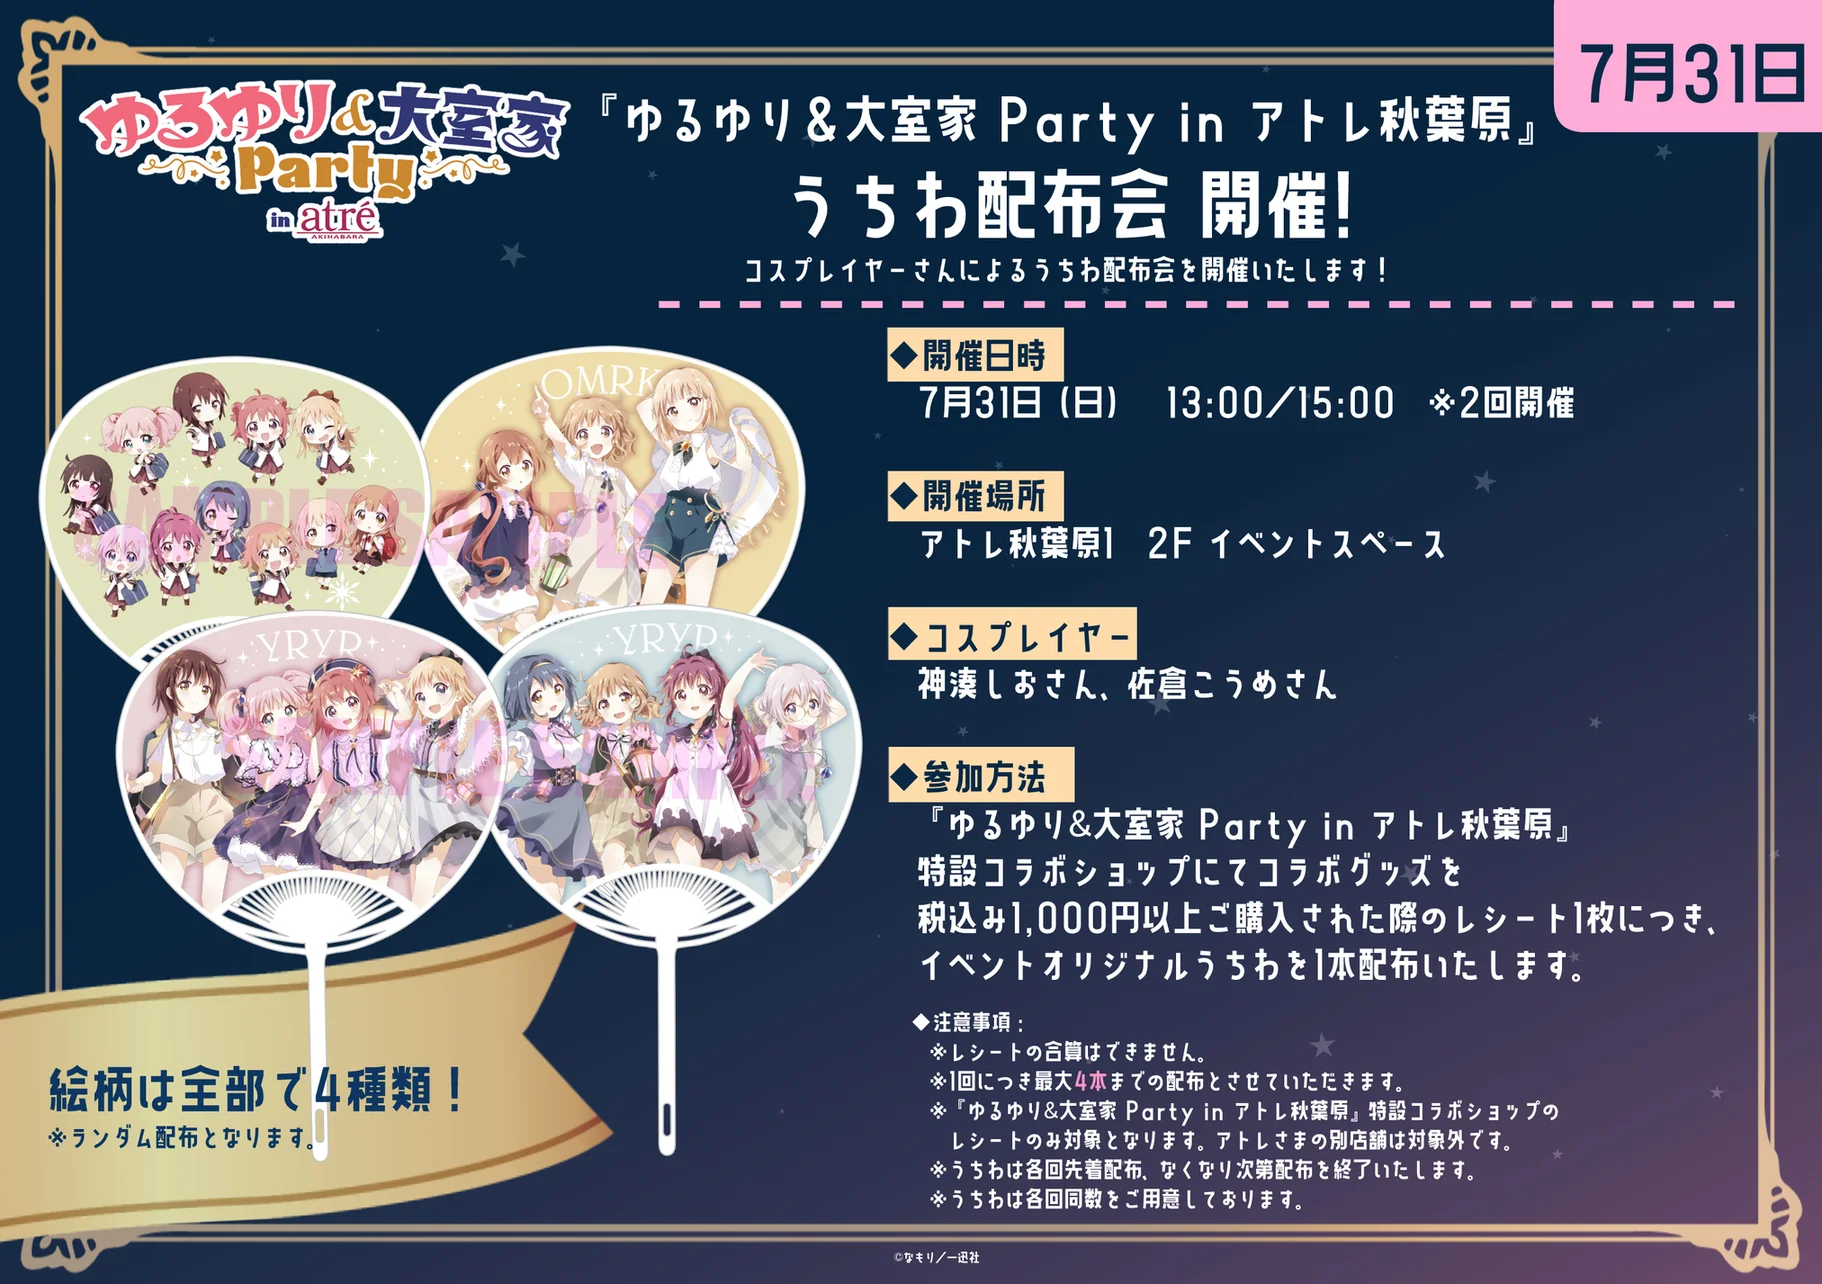 7月31日
ゆるゆり&大室家
Party
in atré
AKIHABARA
『ゆるゆり&大室家 Party in アトレ秋葉原』
うちわ配布会 開催!
コスプレイヤーさんによるうちわ配布会を開催いたします！
◆開催日時
7月31日(日) 13:00／15:00 ※2回開催
◆開催場所
アトレ秋葉原1 2F イベントスペース
◆コスプレイヤー
神湊しおさん、佐倉こうめさん
◆参加方法
『ゆるゆり&大室家 Party in アトレ秋葉原』
特設コラボショップにてコラボグッズを
税込み1,000円以上ご購入された際のレシート1枚につき、
イベントオリジナルうちわを1本配布いたします。
◆注意事項：
※レシートの合算はできません。
※1回につき最大4本までの配布とさせていただきます。
※『ゆるゆり&大室家 Party in アトレ秋葉原』特設コラボショップの
レシートのみ対象となります。アトレさまの別店舗は対象外です。
※うちわは各回先着配布、なくなり次第配布を終了いたします。
※うちわは各回同数をご用意しております。
OMRK
YRYR
YRYR
絵柄は全部で4種類！
※ランダム配布となります。
©なもり／一迅社